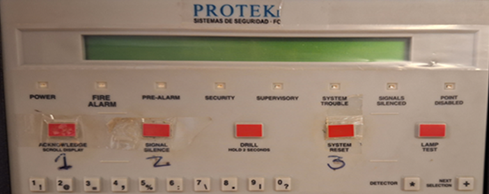 PROTEK
SISTEMAS DE SEGURIDAD - FC
POWER FIRE ALARM PRE-ALARM SECURITY SUPERVISORY SYSTEM TROUBLE SIGNALS SILENCED POINT DISABLED
ACKNOWLEDGE SCROLL DISPLAY SIGNAL SILENCE DRILL HOLD 2 SECONDS SYSTEM RESET LAMP TEST
1 2 3
1 2 3 4 5 6 7 8 9 0 DETECTOR NEXT SELECTION